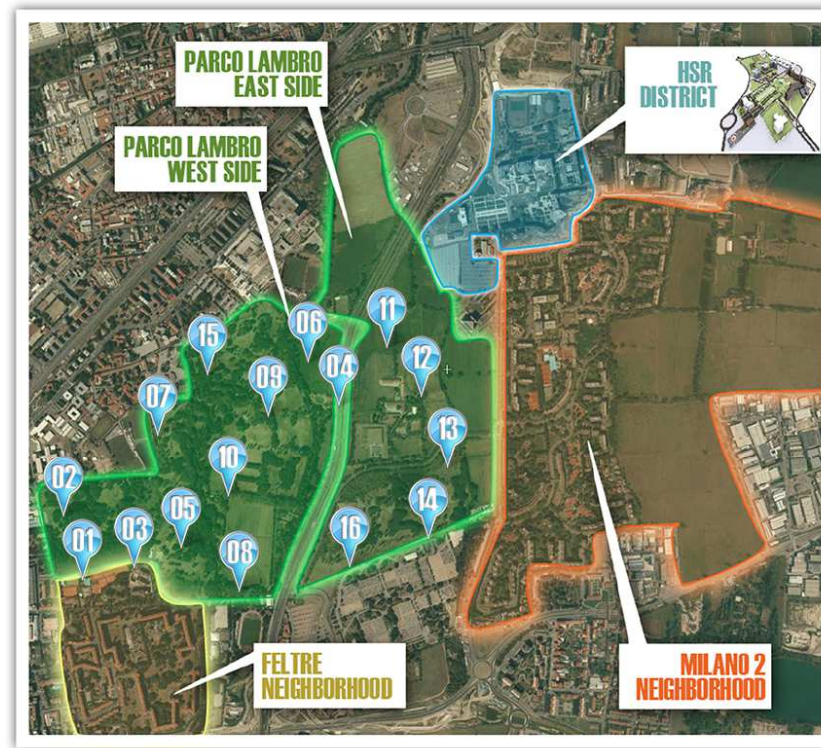 PARCO LAMBRO
EAST SIDE
HSR
DISTRICT
PARCO LAMBRO
WEST SIDE
11
06
15
04
12
09
07
13
10
02
14
05
01
03
16
08
FELTRE
NEIGHBORHOOD
MILANO 2
NEIGHBORHOOD